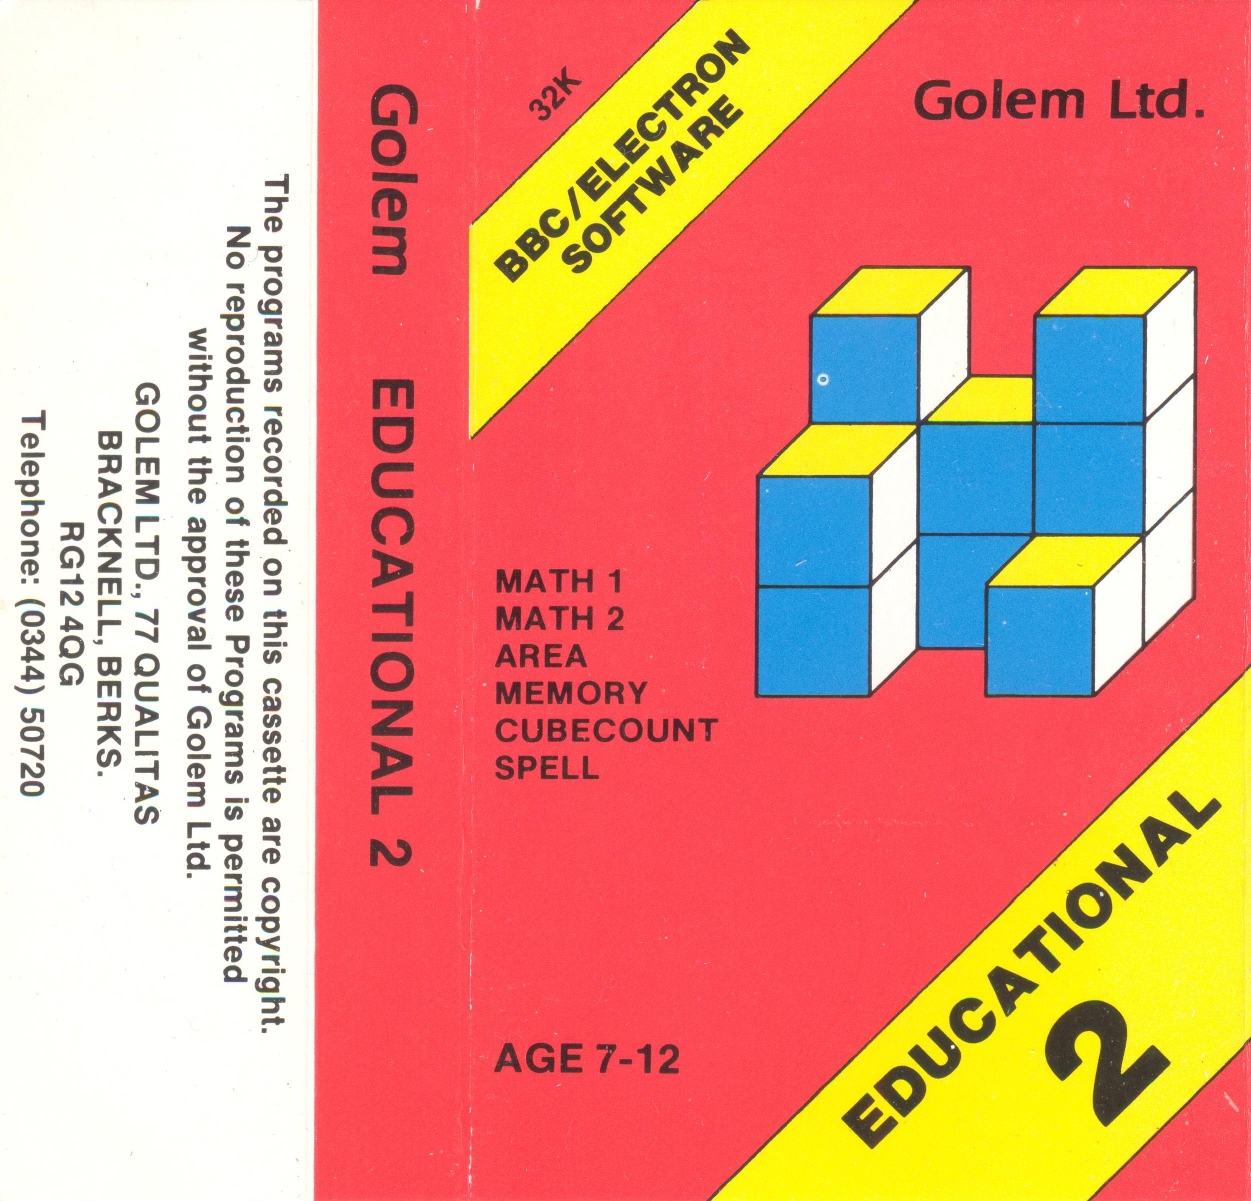 The programs recorded on this cassette are copyright.
No reproduction of these Programs is permitted
without the approval of Golem Ltd.
GOLEM LTD., 77 QUALITAS
BRACKNELL, BERKS.
RG12 4QG
Telephone: (0344) 50720
Golem EDUCATIONAL 2
32K
BBC/ELECTRON
SOFTWARE
Golem Ltd.
MATH 1
MATH 2
AREA
MEMORY
CUBECOUNT
SPELL
AGE 7-12
EDUCATIONAL
2